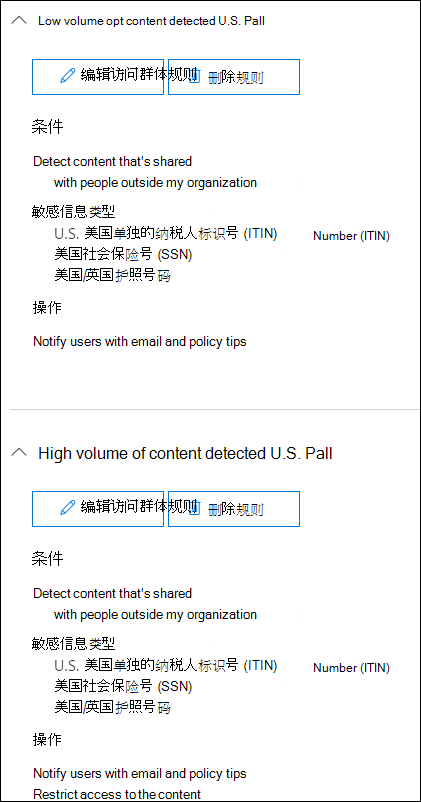 Low volume opt content detected U.S. Pall
编辑访问群体规则 删除规则
条件
Detect content that's shared
with people outside my organization
敏感信息类型
U.S. 美国单独的纳税人标识号 (ITIN) Number (ITIN)
美国社会保险号 (SSN)
美国/英国护照号码
操作
Notify users with email and policy tips
High volume of content detected U.S. Pall
编辑访问群体规则 删除规则
条件
Detect content that's shared
with people outside my organization
敏感信息类型
U.S. 美国单独的纳税人标识号 (ITIN) Number (ITIN)
美国社会保险号 (SSN)
美国/英国护照号码
操作
Notify users with email and policy tips
Restrict access to the content